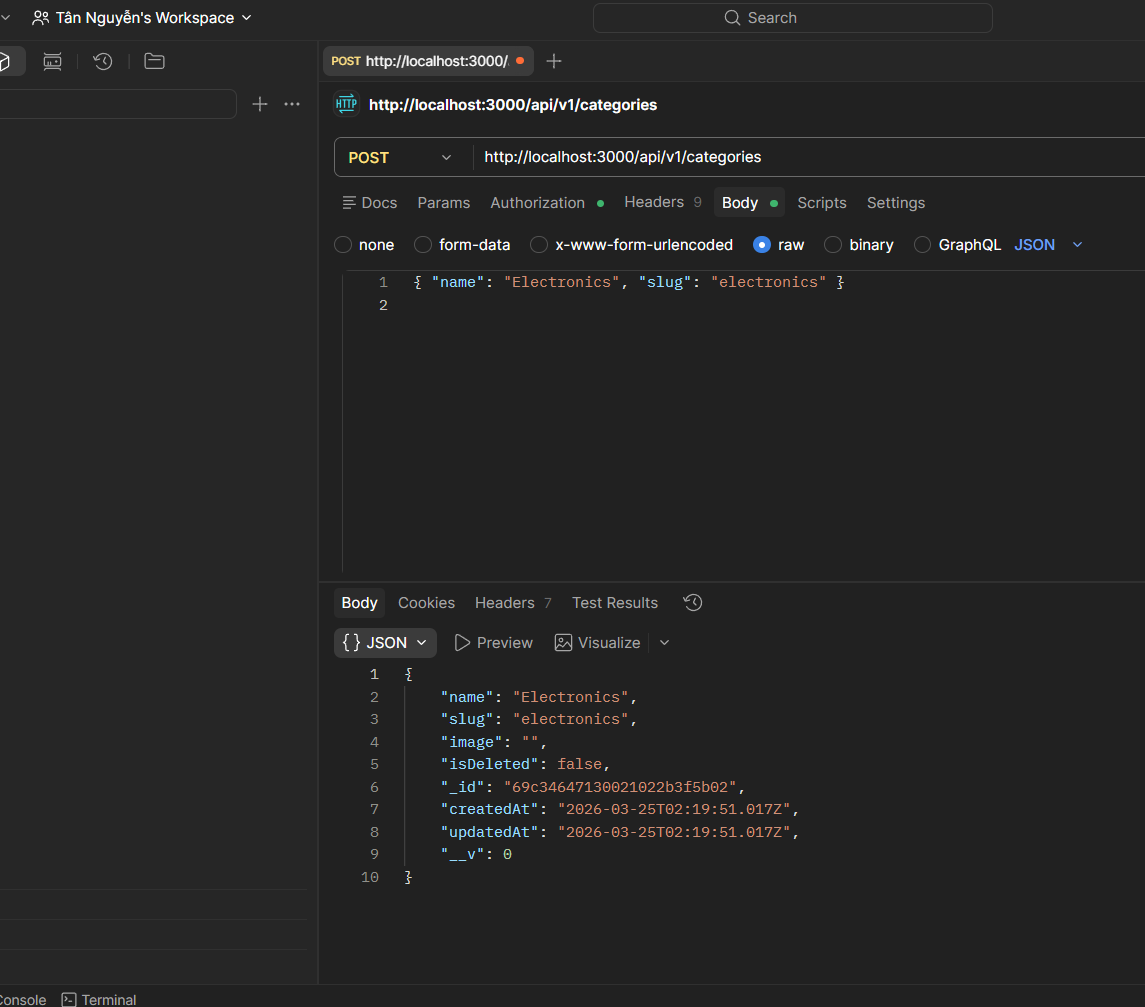 Tân Nguyễn's Workspace
Search
POST http://localhost:3000/
HTTP http://localhost:3000/api/v1/categories
POST http://localhost:3000/api/v1/categories
Docs Params Authorization Headers 9 Body Scripts Settings
none form-data x-www-form-urlencoded raw binary GraphQL JSON
1 { "name": "Electronics", "slug": "electronics" }
2
Body Cookies Headers 7 Test Results
{} JSON Preview Visualize
1 {
2 "name": "Electronics",
3 "slug": "electronics",
4 "image": "",
5 "isDeleted": false,
6 "_id": "69c34647130021022b3f5b02",
7 "createdAt": "2026-03-25T02:19:51.017Z",
8 "updatedAt": "2026-03-25T02:19:51.017Z",
9 "__v": 0
10 }
Console Terminal